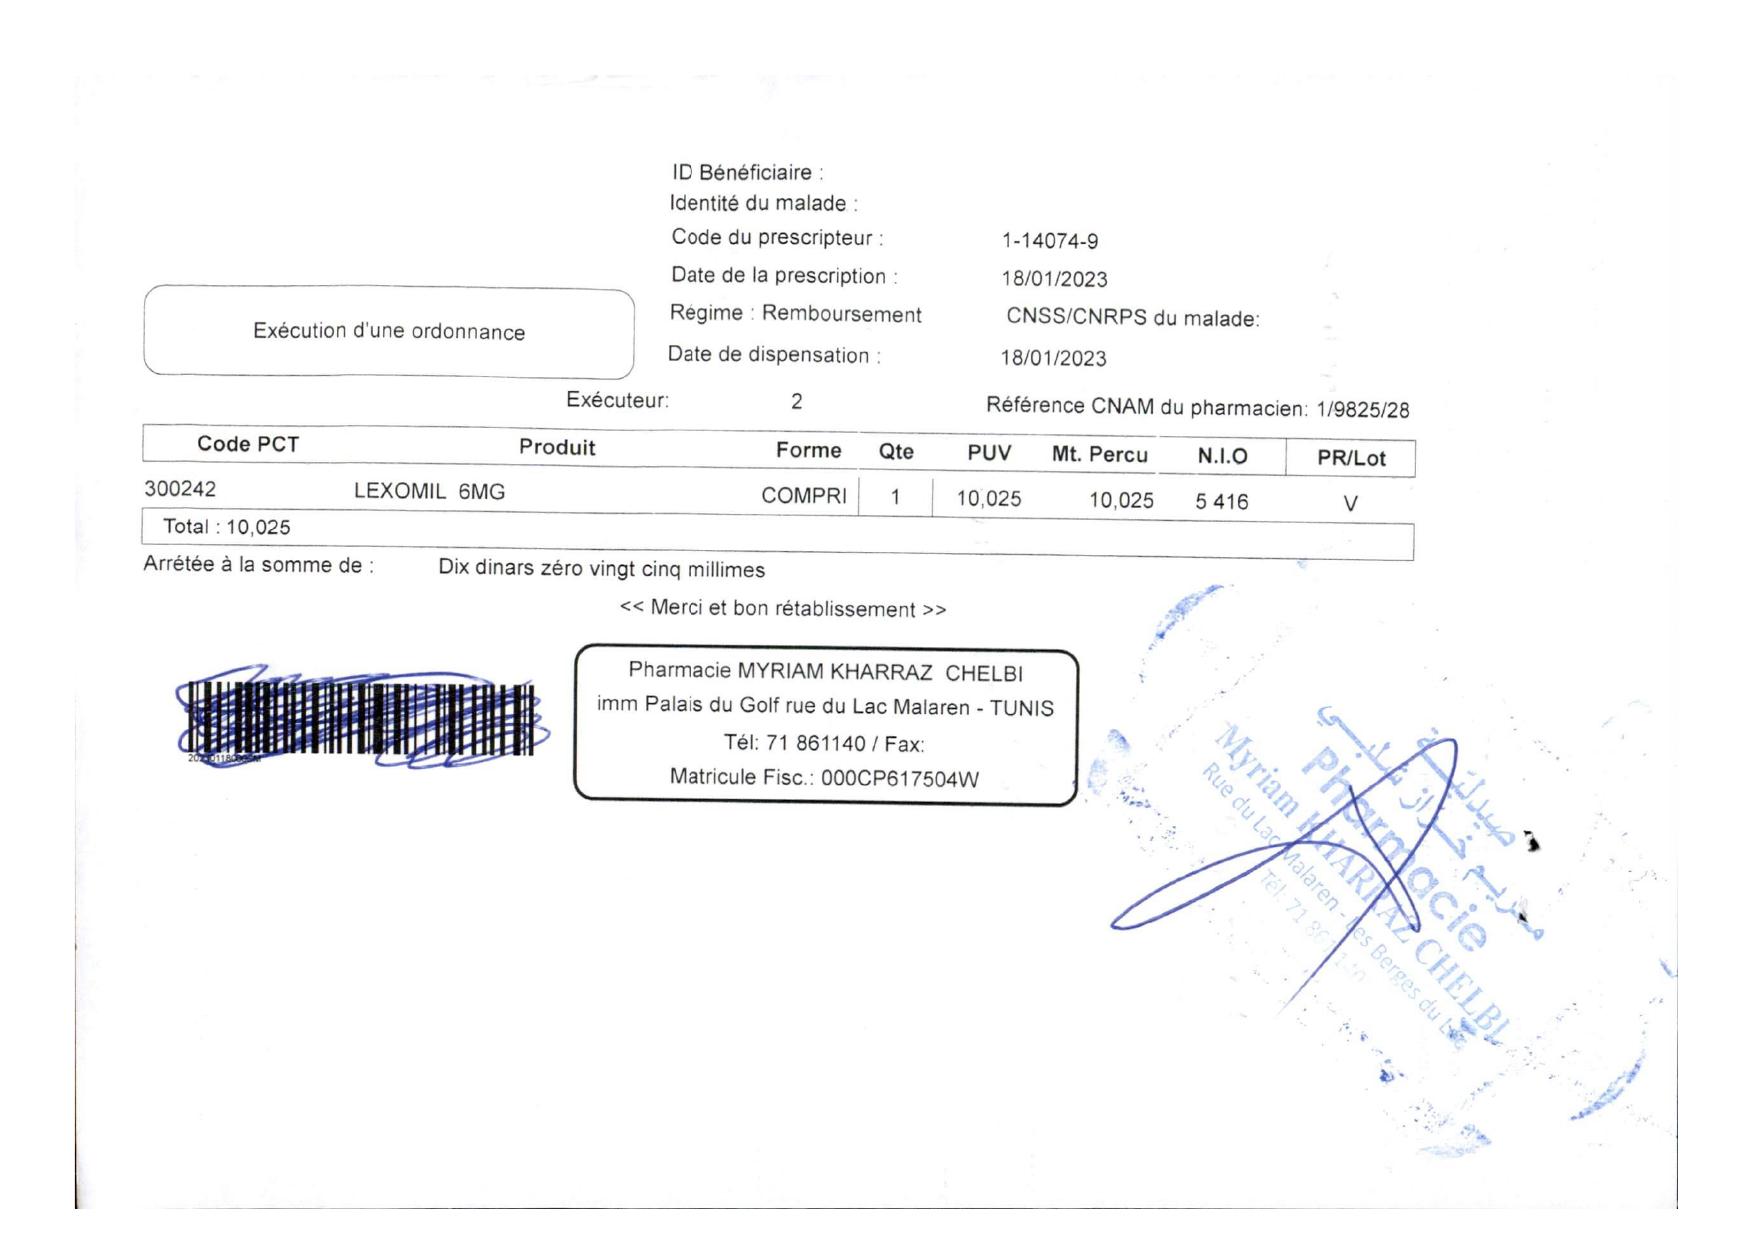 ID Bénéficiaire :
Identité du malade :
Code du prescripteur : 1-14074-9
Date de la prescription : 18/01/2023
Régime : Remboursement CNSS/CNRPS du malade:
Exécution d'une ordonnance
Date de dispensation : 18/01/2023
Exécuteur: 2 Référence CNAM du pharmacien: 1/9825/28
Code PCT Produit Forme Qte PUV Mt. Percu N.I.O PR/Lot
300242 LEXOMIL 6MG COMPRI 1 10,025 10,025 5 416 V
Total : 10,025
Arrétée à la somme de : Dix dinars zéro vingt cinq millimes
<< Merci et bon rétablissement >>
Pharmacie MYRIAM KHARRAZ CHELBI
imm Palais du Golf rue du Lac Malaren - TUNIS
Tél: 71 861140 / Fax:
Matricule Fisc.: 000CP617504W
صيدلية
مريم خراز شلبي
Pharmacie
Myriam KHARRAZ CHELBI
Rue du Lac Malaren - Les Berges du Lac
Tél: 71 861 140